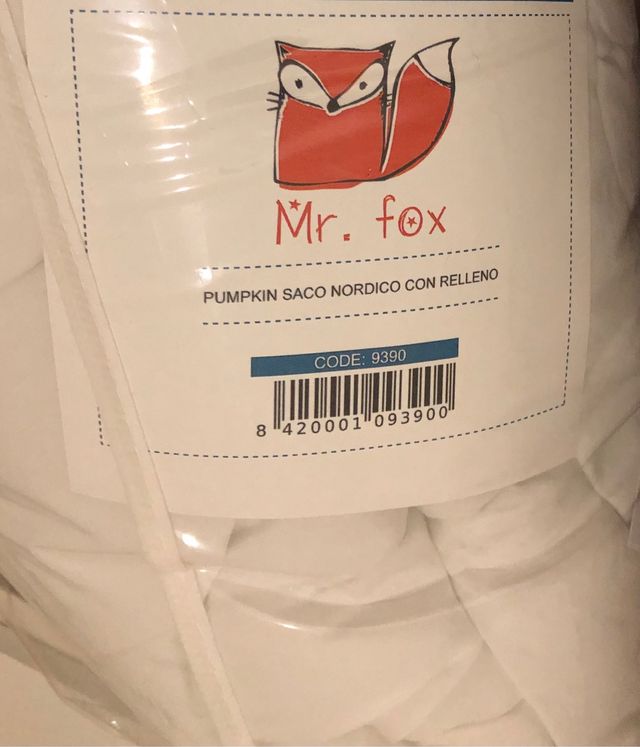 Mr. fox
PUMPKIN SACO NORDICO CON RELLENO
CODE: 9390
8 420001 093900